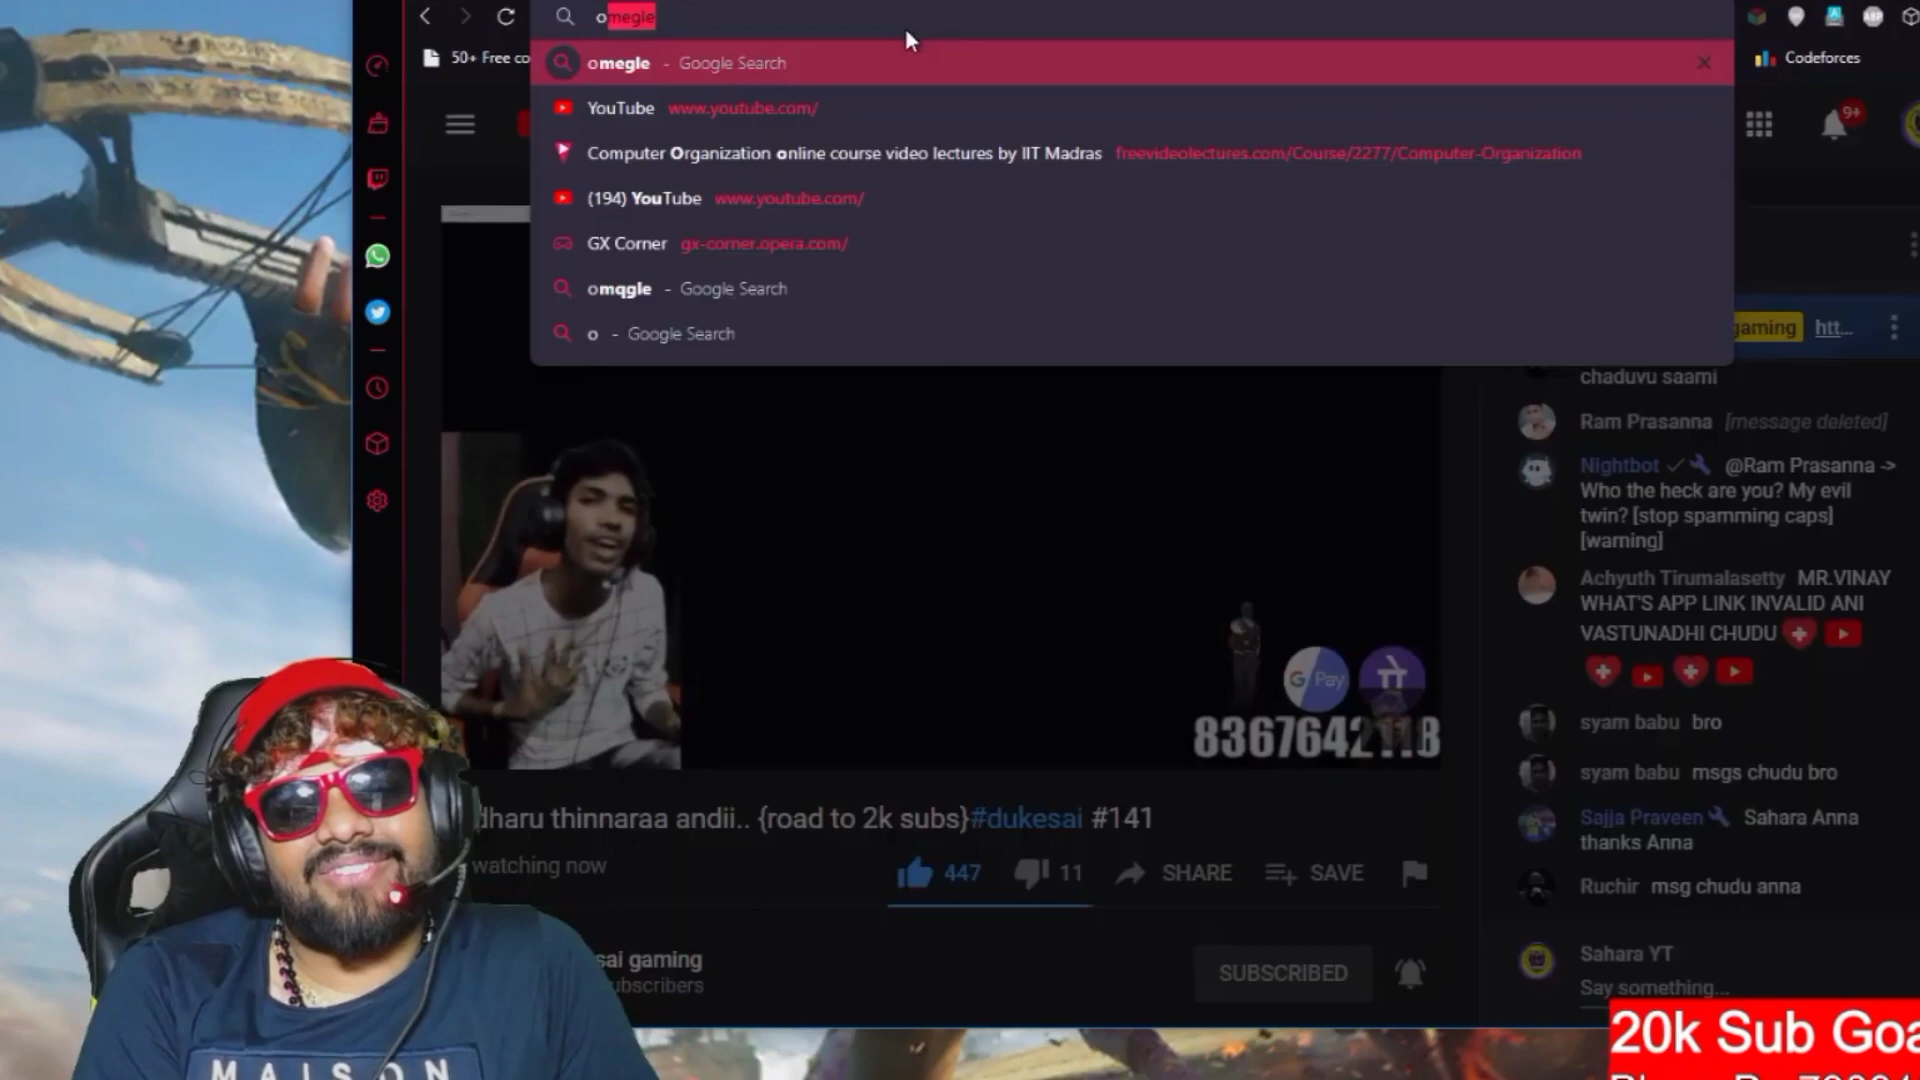 omegle
omegle - Google Search
50+ Free co
Codeforces
YouTube www.youtube.com/
9+
Computer Organization online course video lectures by IIT Madras freevideolectures.com/Course/2277/Computer-Organization
(194) YouTube www.youtube.com/
GX Corner gx-corner.opera.com/
omqgle - Google Search
o - Google Search
gaming htt...
chaduvu saami
Ram Prasanna [message deleted]
Nightbot @Ram Prasanna ->
Who the heck are you? My evil
twin? [stop spamming caps]
[warning]
Achyuth Tirumalasetty MR.VINAY
WHAT'S APP LINK INVALID ANI
VASTUNADHI CHUDU
syam babu bro
syam babu msgs chudu bro
Sajja Praveen Sahara Anna
thanks Anna
Ruchir msg chudu anna
Sahara YT
Say something...
G Pay
8367642118
dharu thinnaraa andii.. {road to 2k subs}#dukesai #141
watching now
447 11 SHARE SAVE
sai gaming
ubscribers
SUBSCRIBED
MAISON
20k Sub Goa